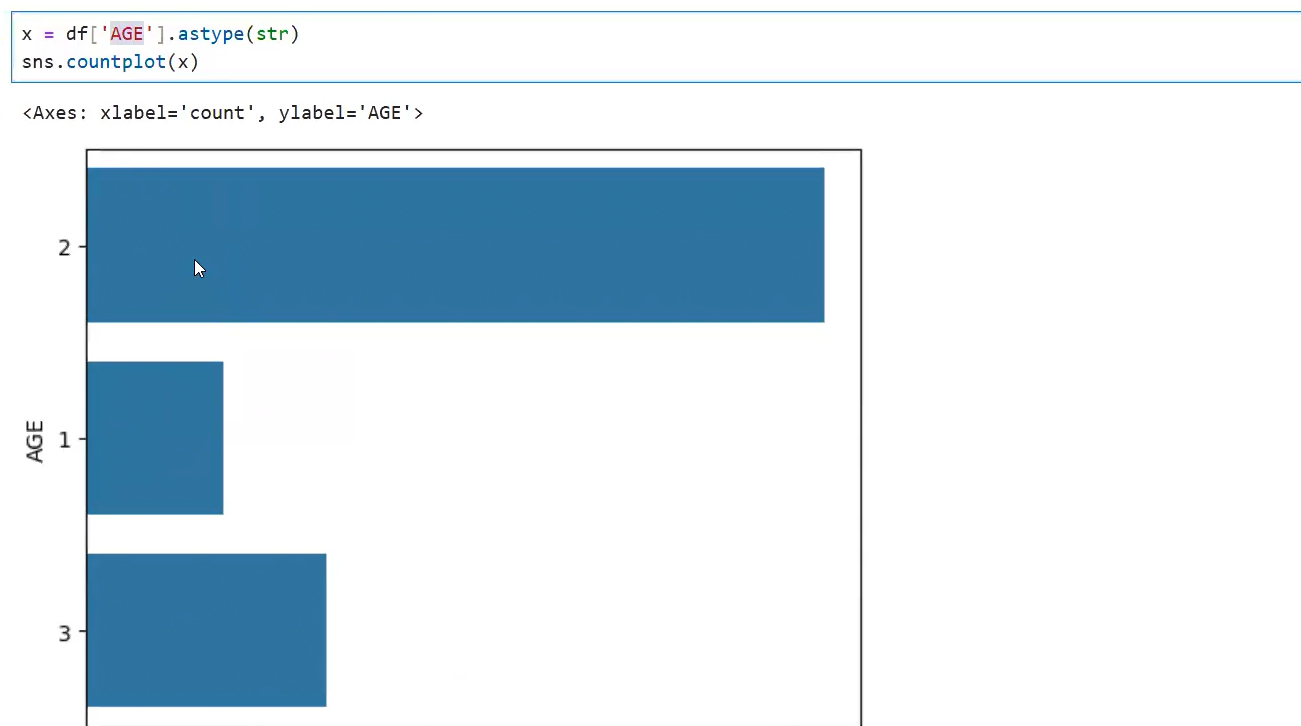 x = df['AGE'].astype(str)
sns.countplot(x)
<Axes: xlabel='count', ylabel='AGE'>
2
AGE
1
3